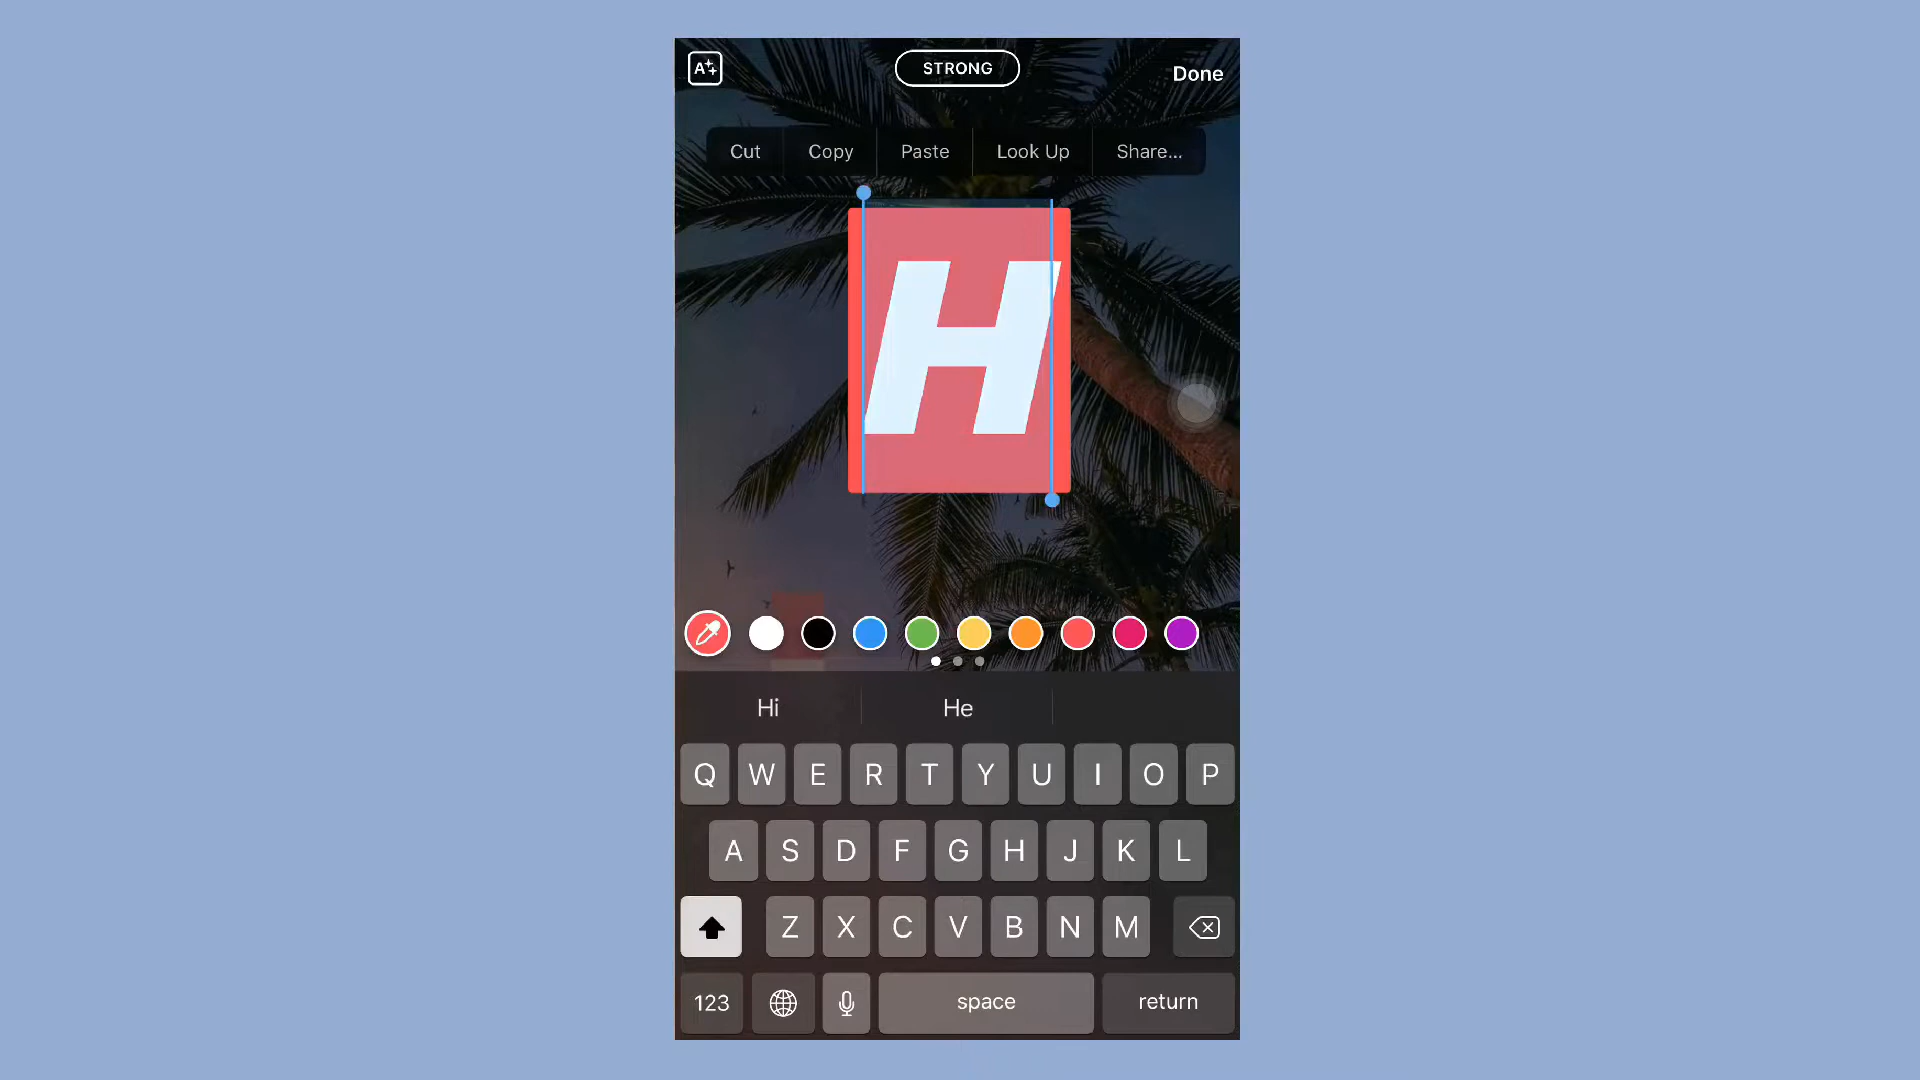 A
STRONG
Done
Cut Copy Paste Look Up Share...
H
Hi He
Q W E R T Y U I O P
A S D F G H J K L
Z X C V B N M
123 space return